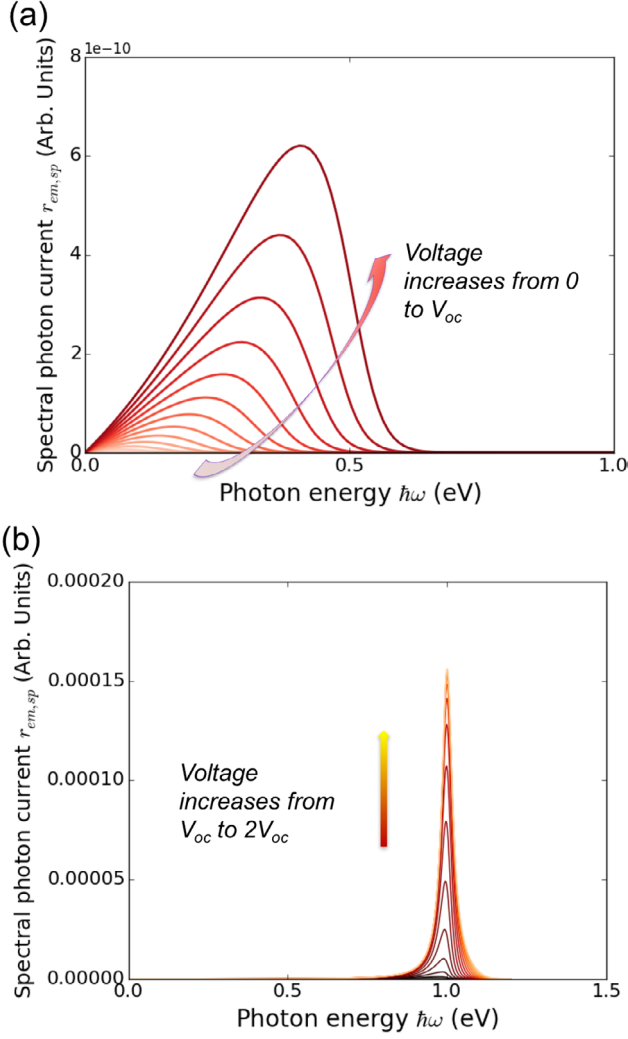 (a)
1e−10
8
6
4
2
0
0.0
0.5
1.0
Spectral photon current r_em,sp (Arb. Units)
Voltage
increases from 0
to V_oc
Photon energy ℏω (eV)
(b)
0.00020
0.00015
0.00010
0.00005
0.00000
0.0
0.5
1.0
1.5
Spectral photon current r_em,sp (Arb. Units)
Voltage
increases from
V_oc to 2V_oc
Photon energy ℏω (eV)